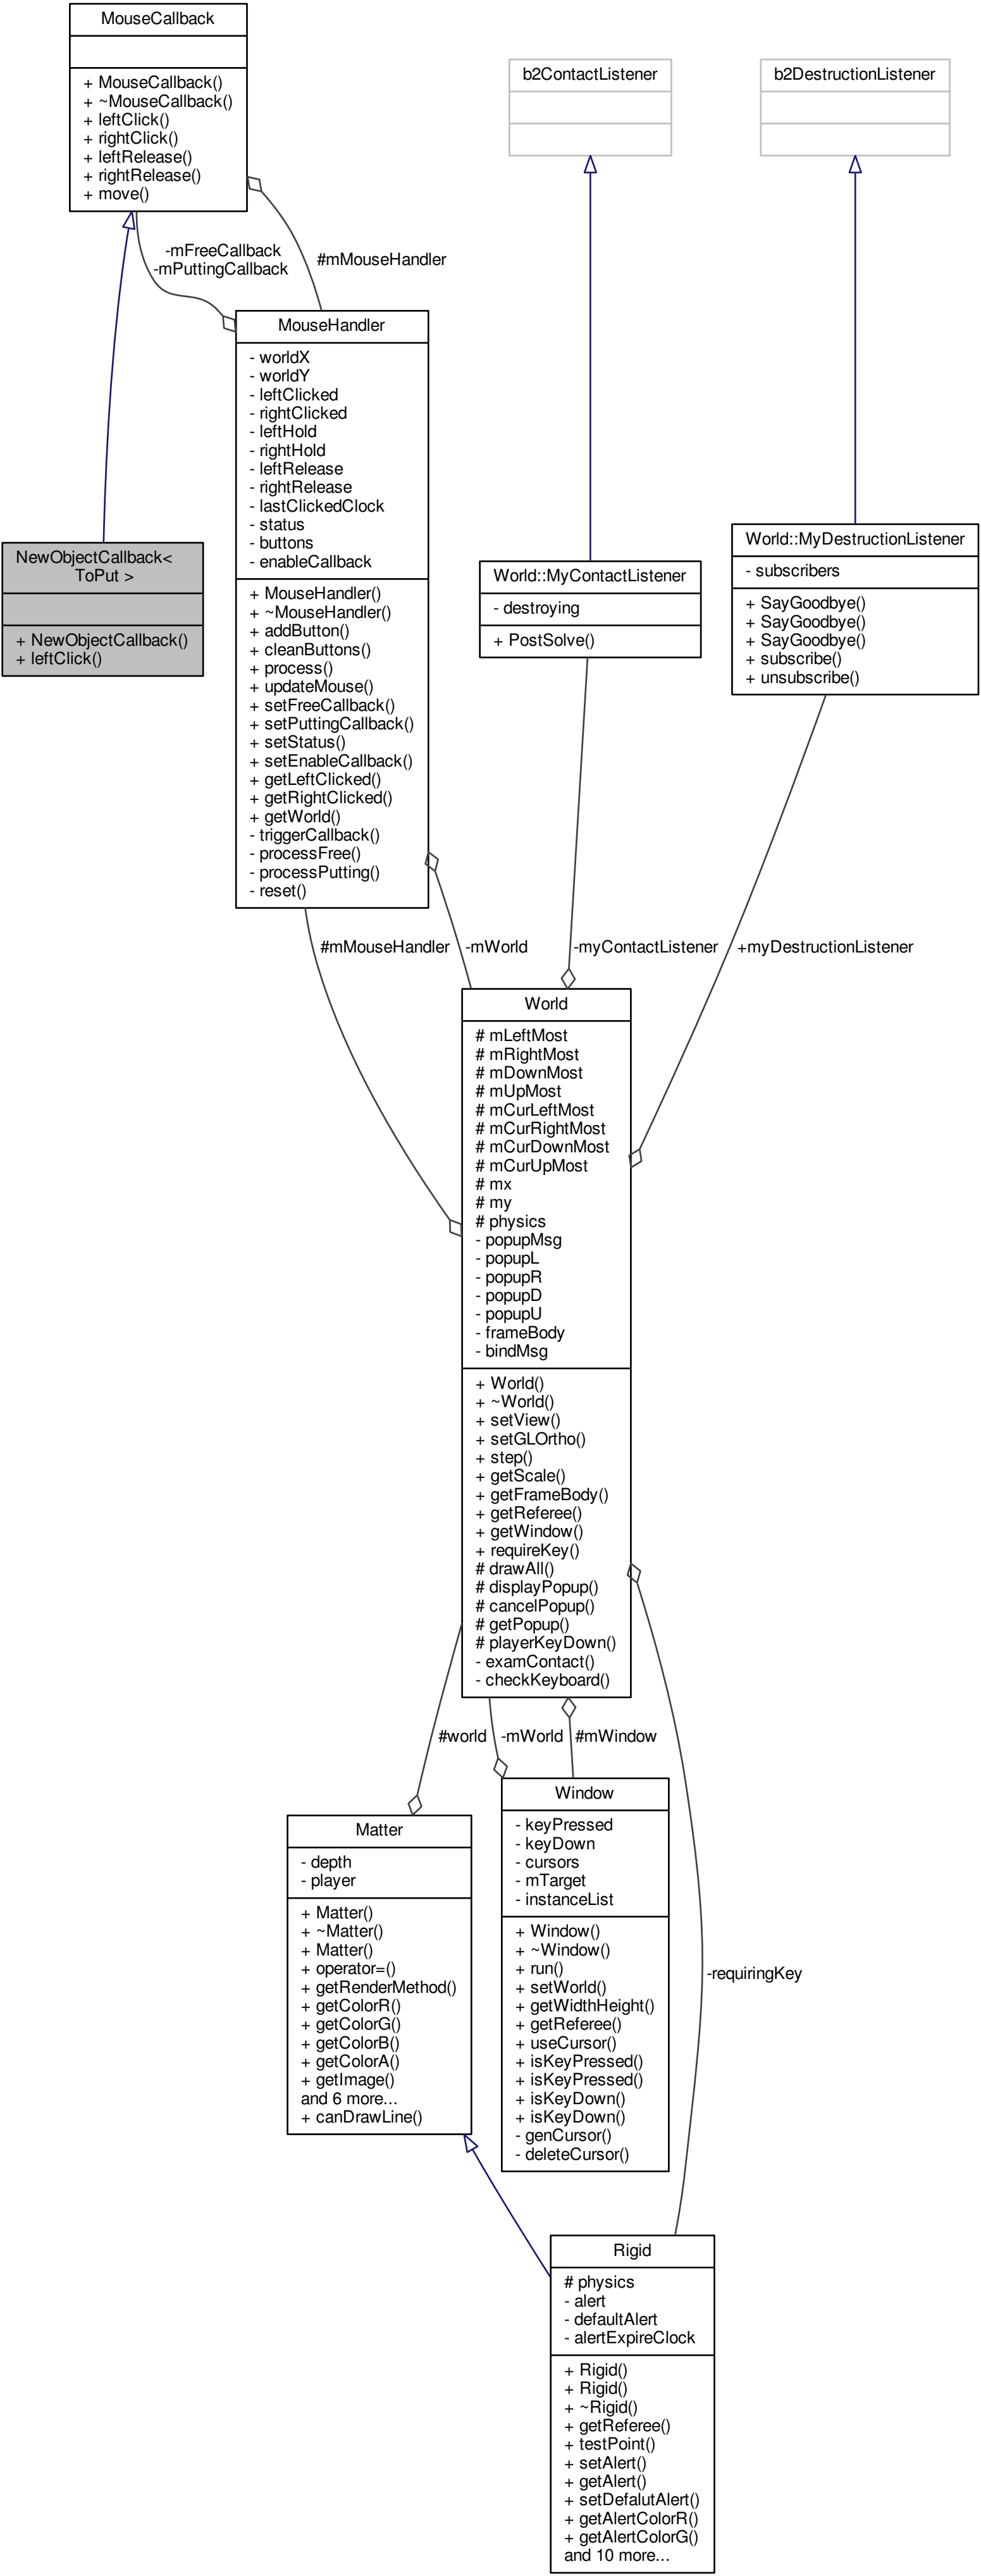 MouseCallback
+ MouseCallback()
+ ~MouseCallback()
+ leftClick()
+ rightClick()
+ leftRelease()
+ rightRelease()
+ move()
b2ContactListener
b2DestructionListener
-mFreeCallback
-mPuttingCallback
#mMouseHandler
MouseHandler
- worldX
- worldY
- leftClicked
- rightClicked
- leftHold
- rightHold
- leftRelease
- rightRelease
- lastClickedClock
- status
- buttons
- enableCallback
+ MouseHandler()
+ ~MouseHandler()
+ addButton()
+ cleanButtons()
+ process()
+ updateMouse()
+ setFreeCallback()
+ setPuttingCallback()
+ setStatus()
+ setEnableCallback()
+ getLeftClicked()
+ getRightClicked()
+ getWorld()
- triggerCallback()
- processFree()
- processPutting()
- reset()
NewObjectCallback<
ToPut >
+ NewObjectCallback()
+ leftClick()
World::MyContactListener
- destroying
+ PostSolve()
World::MyDestructionListener
- subscribers
+ SayGoodbye()
+ SayGoodbye()
+ SayGoodbye()
+ subscribe()
+ unsubscribe()
#mMouseHandler
-mWorld
-myContactListener
+myDestructionListener
World
# mLeftMost
# mRightMost
# mDownMost
# mUpMost
# mCurLeftMost
# mCurRightMost
# mCurDownMost
# mCurUpMost
# mx
# my
# physics
- popupMsg
- popupL
- popupR
- popupD
- popupU
- frameBody
- bindMsg
+ World()
+ ~World()
+ setView()
+ setGLOrtho()
+ step()
+ getScale()
+ getFrameBody()
+ getReferee()
+ getWindow()
+ requireKey()
# drawAll()
# displayPopup()
# cancelPopup()
# getPopup()
# playerKeyDown()
- examContact()
- checkKeyboard()
#world
-mWorld
#mWindow
Window
- keyPressed
- keyDown
- cursors
- mTarget
- instanceList
+ Window()
+ ~Window()
+ run()
+ setWorld()
+ getWidthHeight()
+ getReferee()
+ useCursor()
+ isKeyPressed()
+ isKeyPressed()
+ isKeyDown()
+ isKeyDown()
- genCursor()
- deleteCursor()
Matter
- depth
- player
+ Matter()
+ ~Matter()
+ Matter()
+ operator=()
+ getRenderMethod()
+ getColorR()
+ getColorG()
+ getColorB()
+ getColorA()
+ getImage()
and 6 more...
+ canDrawLine()
-requiringKey
Rigid
# physics
- alert
- defaultAlert
- alertExpireClock
+ Rigid()
+ Rigid()
+ ~Rigid()
+ getReferee()
+ testPoint()
+ setAlert()
+ getAlert()
+ setDefalutAlert()
+ getAlertColorR()
+ getAlertColorG()
and 10 more...